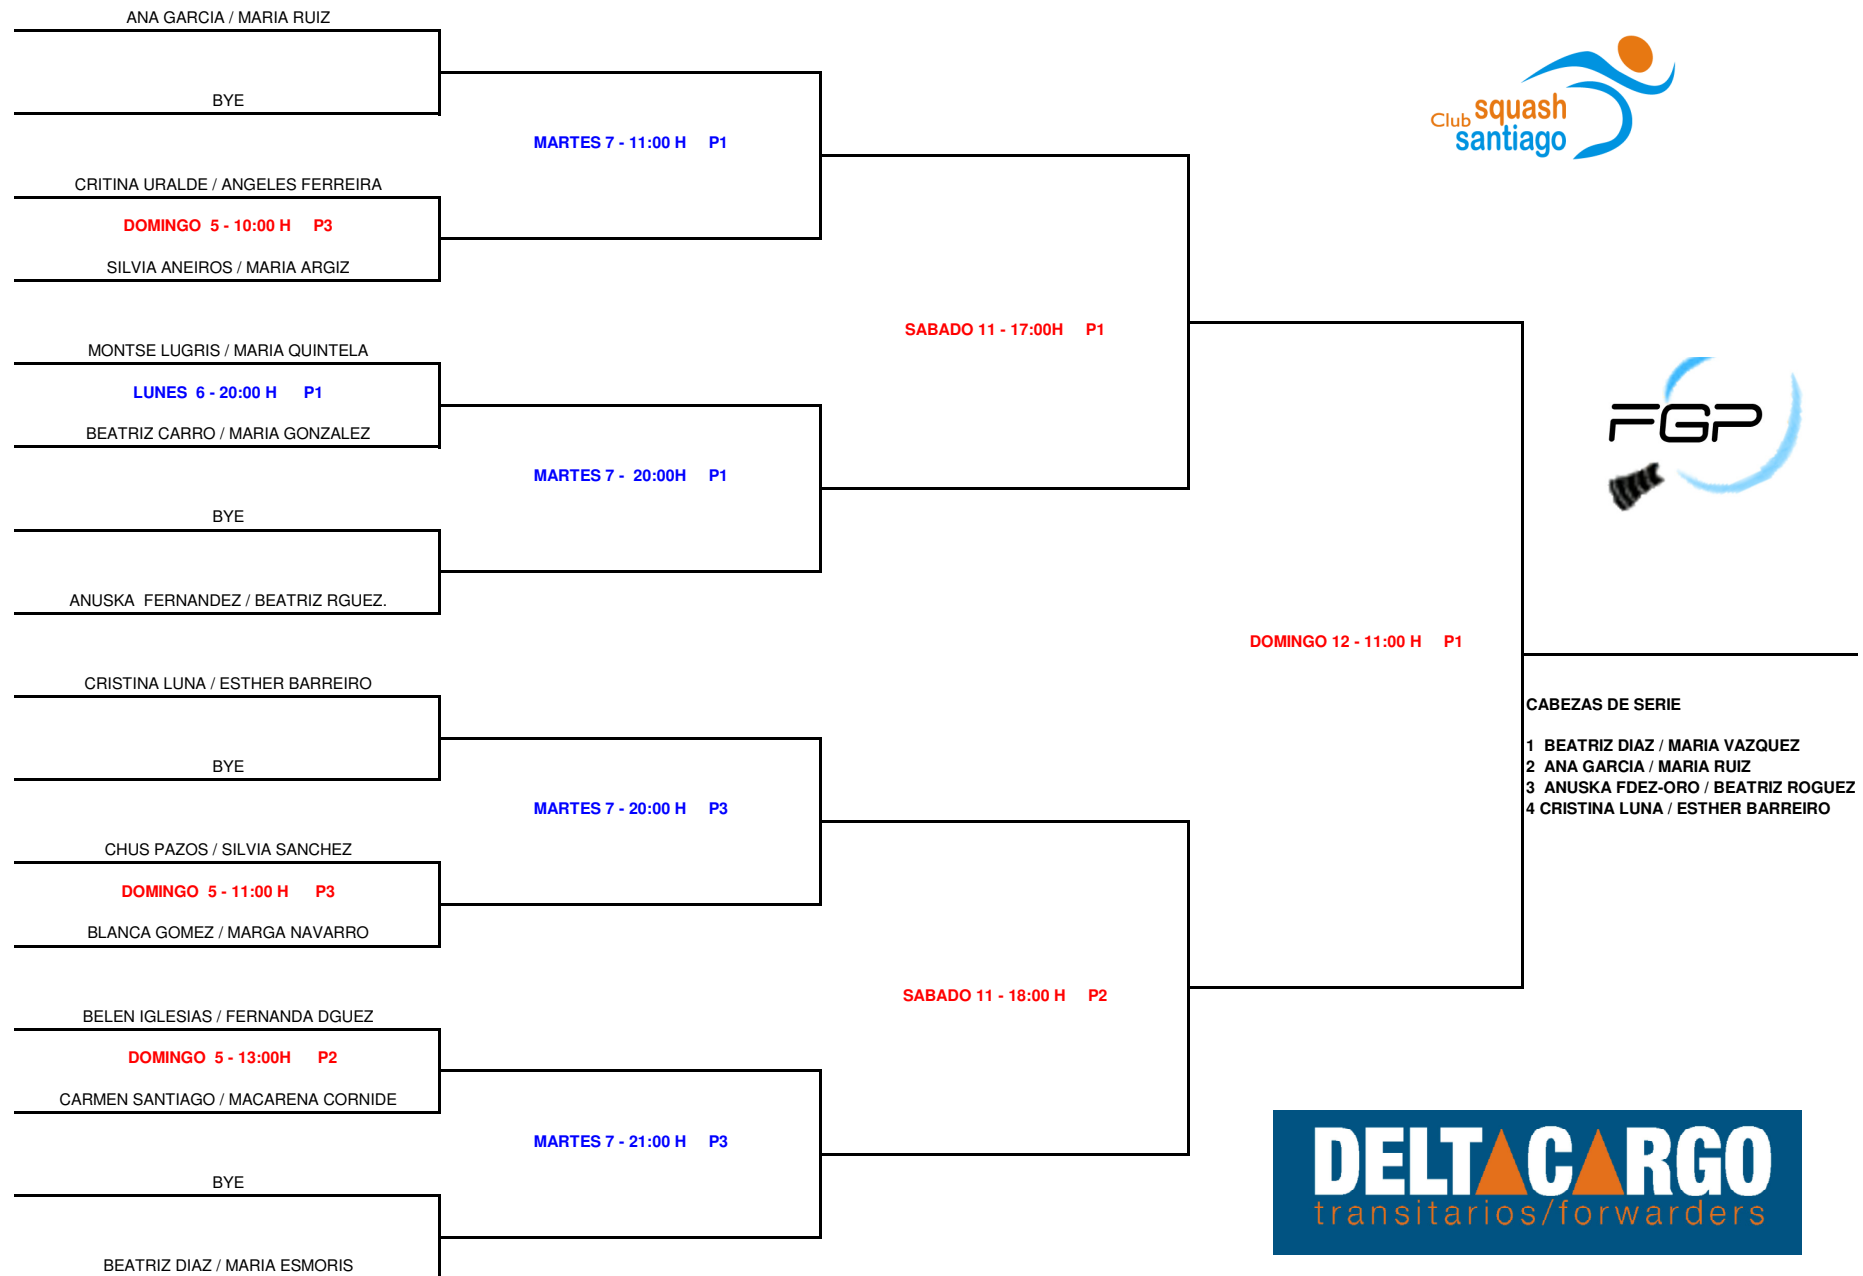 ANA GARCIA / MARIA RUIZ
BYE
MARTES 7 - 11:00 H P1
CRITINA URALDE / ANGELES FERREIRA
DOMINGO 5 - 10:00 H P3
SILVIA ANEIROS / MARIA ARGIZ
SABADO 11 - 17:00H P1
MONTSE LUGRIS / MARIA QUINTELA
LUNES 6 - 20:00 H P1
BEATRIZ CARRO / MARIA GONZALEZ
MARTES 7 - 20:00H P1
BYE
ANUSKA FERNANDEZ / BEATRIZ RGUEZ.
DOMINGO 12 - 11:00 H P1
CRISTINA LUNA / ESTHER BARREIRO
BYE
MARTES 7 - 20:00 H P3
CHUS PAZOS / SILVIA SANCHEZ
DOMINGO 5 - 11:00 H P3
BLANCA GOMEZ / MARGA NAVARRO
SABADO 11 - 18:00 H P2
BELEN IGLESIAS / FERNANDA DGUEZ
DOMINGO 5 - 13:00H P2
CARMEN SANTIAGO / MACARENA CORNIDE
MARTES 7 - 21:00 H P3
BYE
BEATRIZ DIAZ / MARIA ESMORIS
Club squash
santiago
FGP
CABEZAS DE SERIE
1 BEATRIZ DIAZ / MARIA VAZQUEZ
2 ANA GARCIA / MARIA RUIZ
3 ANUSKA FDEZ-ORO / BEATRIZ ROGUEZ
4 CRISTINA LUNA / ESTHER BARREIRO
DELTACARGO
transitarios/forwarders